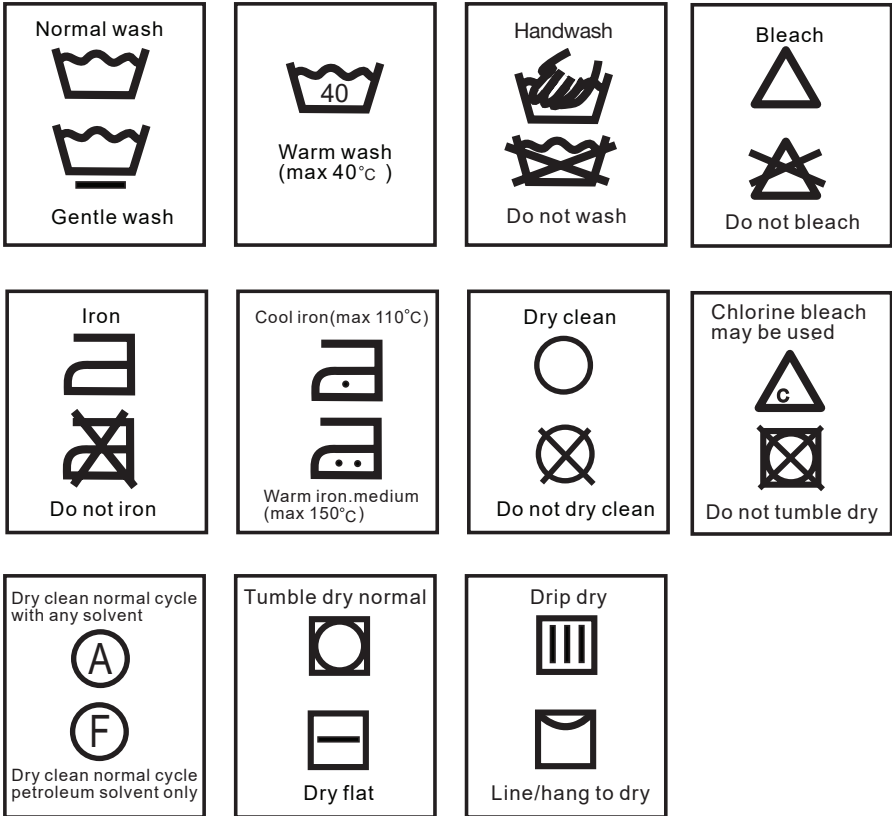 Normal wash
Gentle wash
40
Warm wash
(max 40°C )
Handwash
Do not wash
Bleach
Do not bleach
Iron
Do not iron
Cool iron(max 110°C)
Warm iron.medium
(max 150°C)
Dry clean
Do not dry clean
Chlorine bleach
may be used
C
Do not tumble dry
Dry clean normal cycle
with any solvent
A
F
Dry clean normal cycle
petroleum solvent only
Tumble dry normal
Dry flat
Drip dry
Line/hang to dry